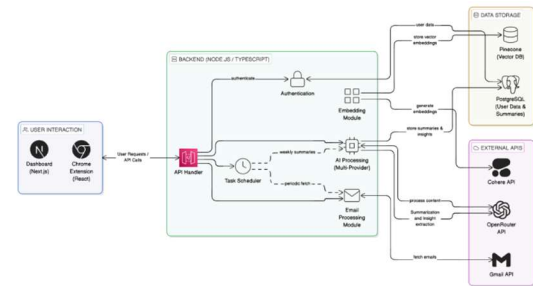 USER INTERACTION
Dashboard
(Next.js)
Chrome
Extension
(React)
User Requests /
API Calls
BACKEND (NODE JS / TYPESCRIPT)
API Handler
authenticate
Authentication
Embedding
Module
weekly summaries
AI Processing
(Multi-Provider)
Task Scheduler
periodic fetch
Email
Processing
Module
user data
store vector
embeddings
generate
embeddings
store summaries &
insights
process content
Summarization
and Insight
extraction
fetch emails
DATA STORAGE
Pinecone
(Vector DB)
PostgreSQL
(User Data &
Summaries)
EXTERNAL APIS
Cohere API
OpenRouter
API
Gmail API